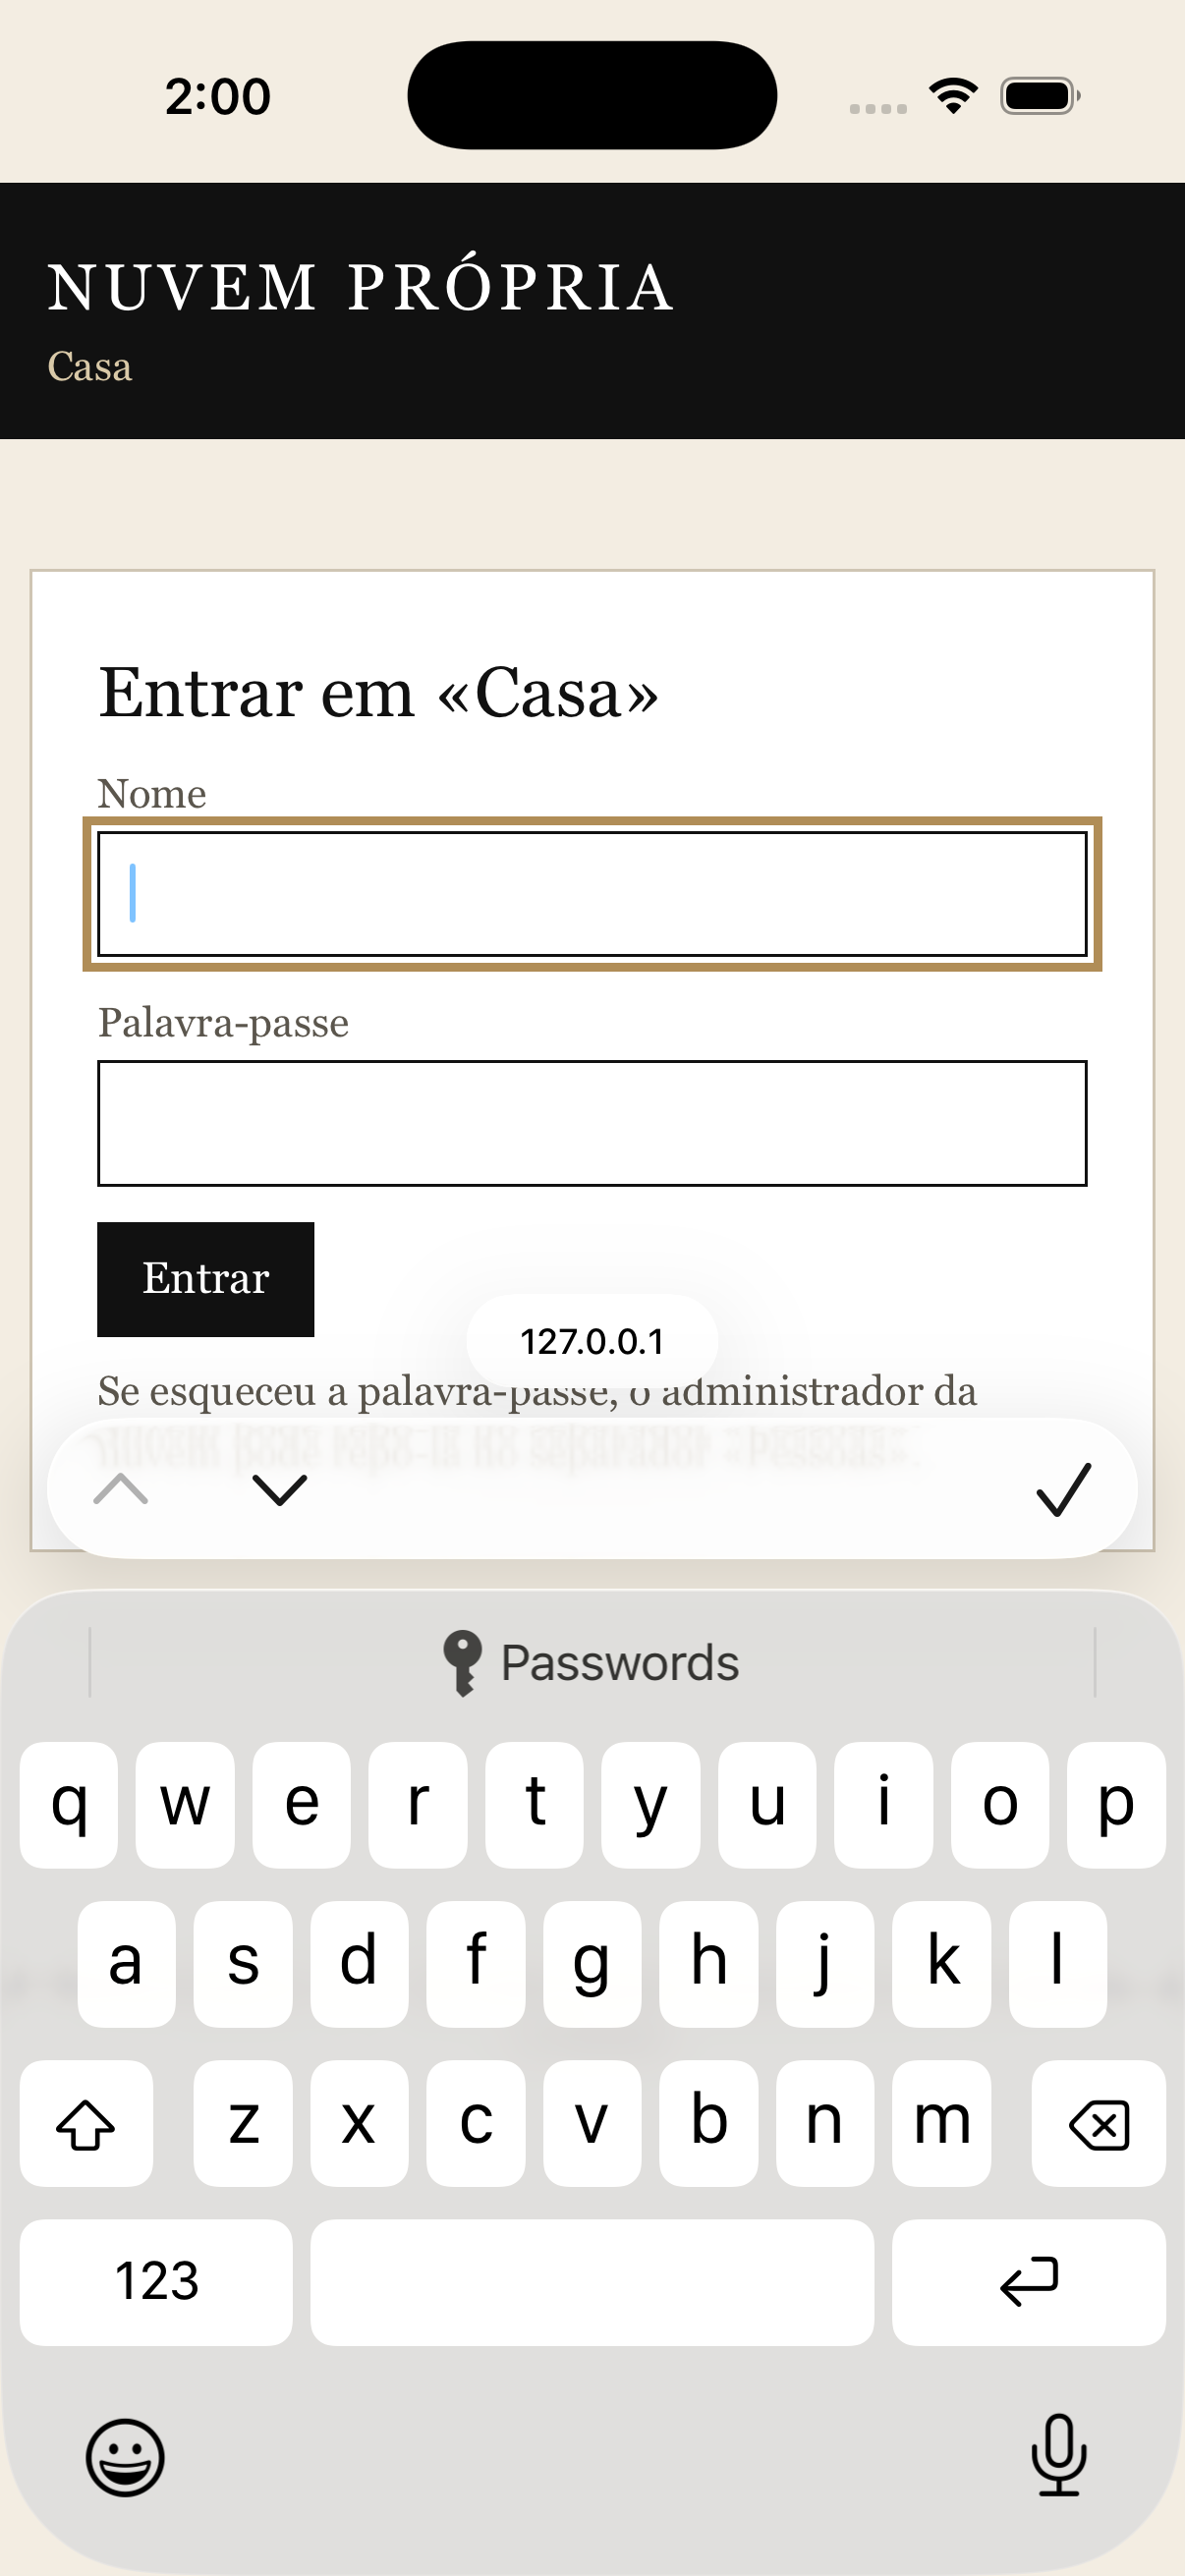 2:00
NUVEM PRÓPRIA
Casa
Entrar em «Casa»
Nome
Palavra-passe
Entrar
127.0.0.1
Se esqueceu a palavra-passe, o administrador da
Passwords
q w e r t y u i o p
a s d f g h j k l
z x c v b n m
123